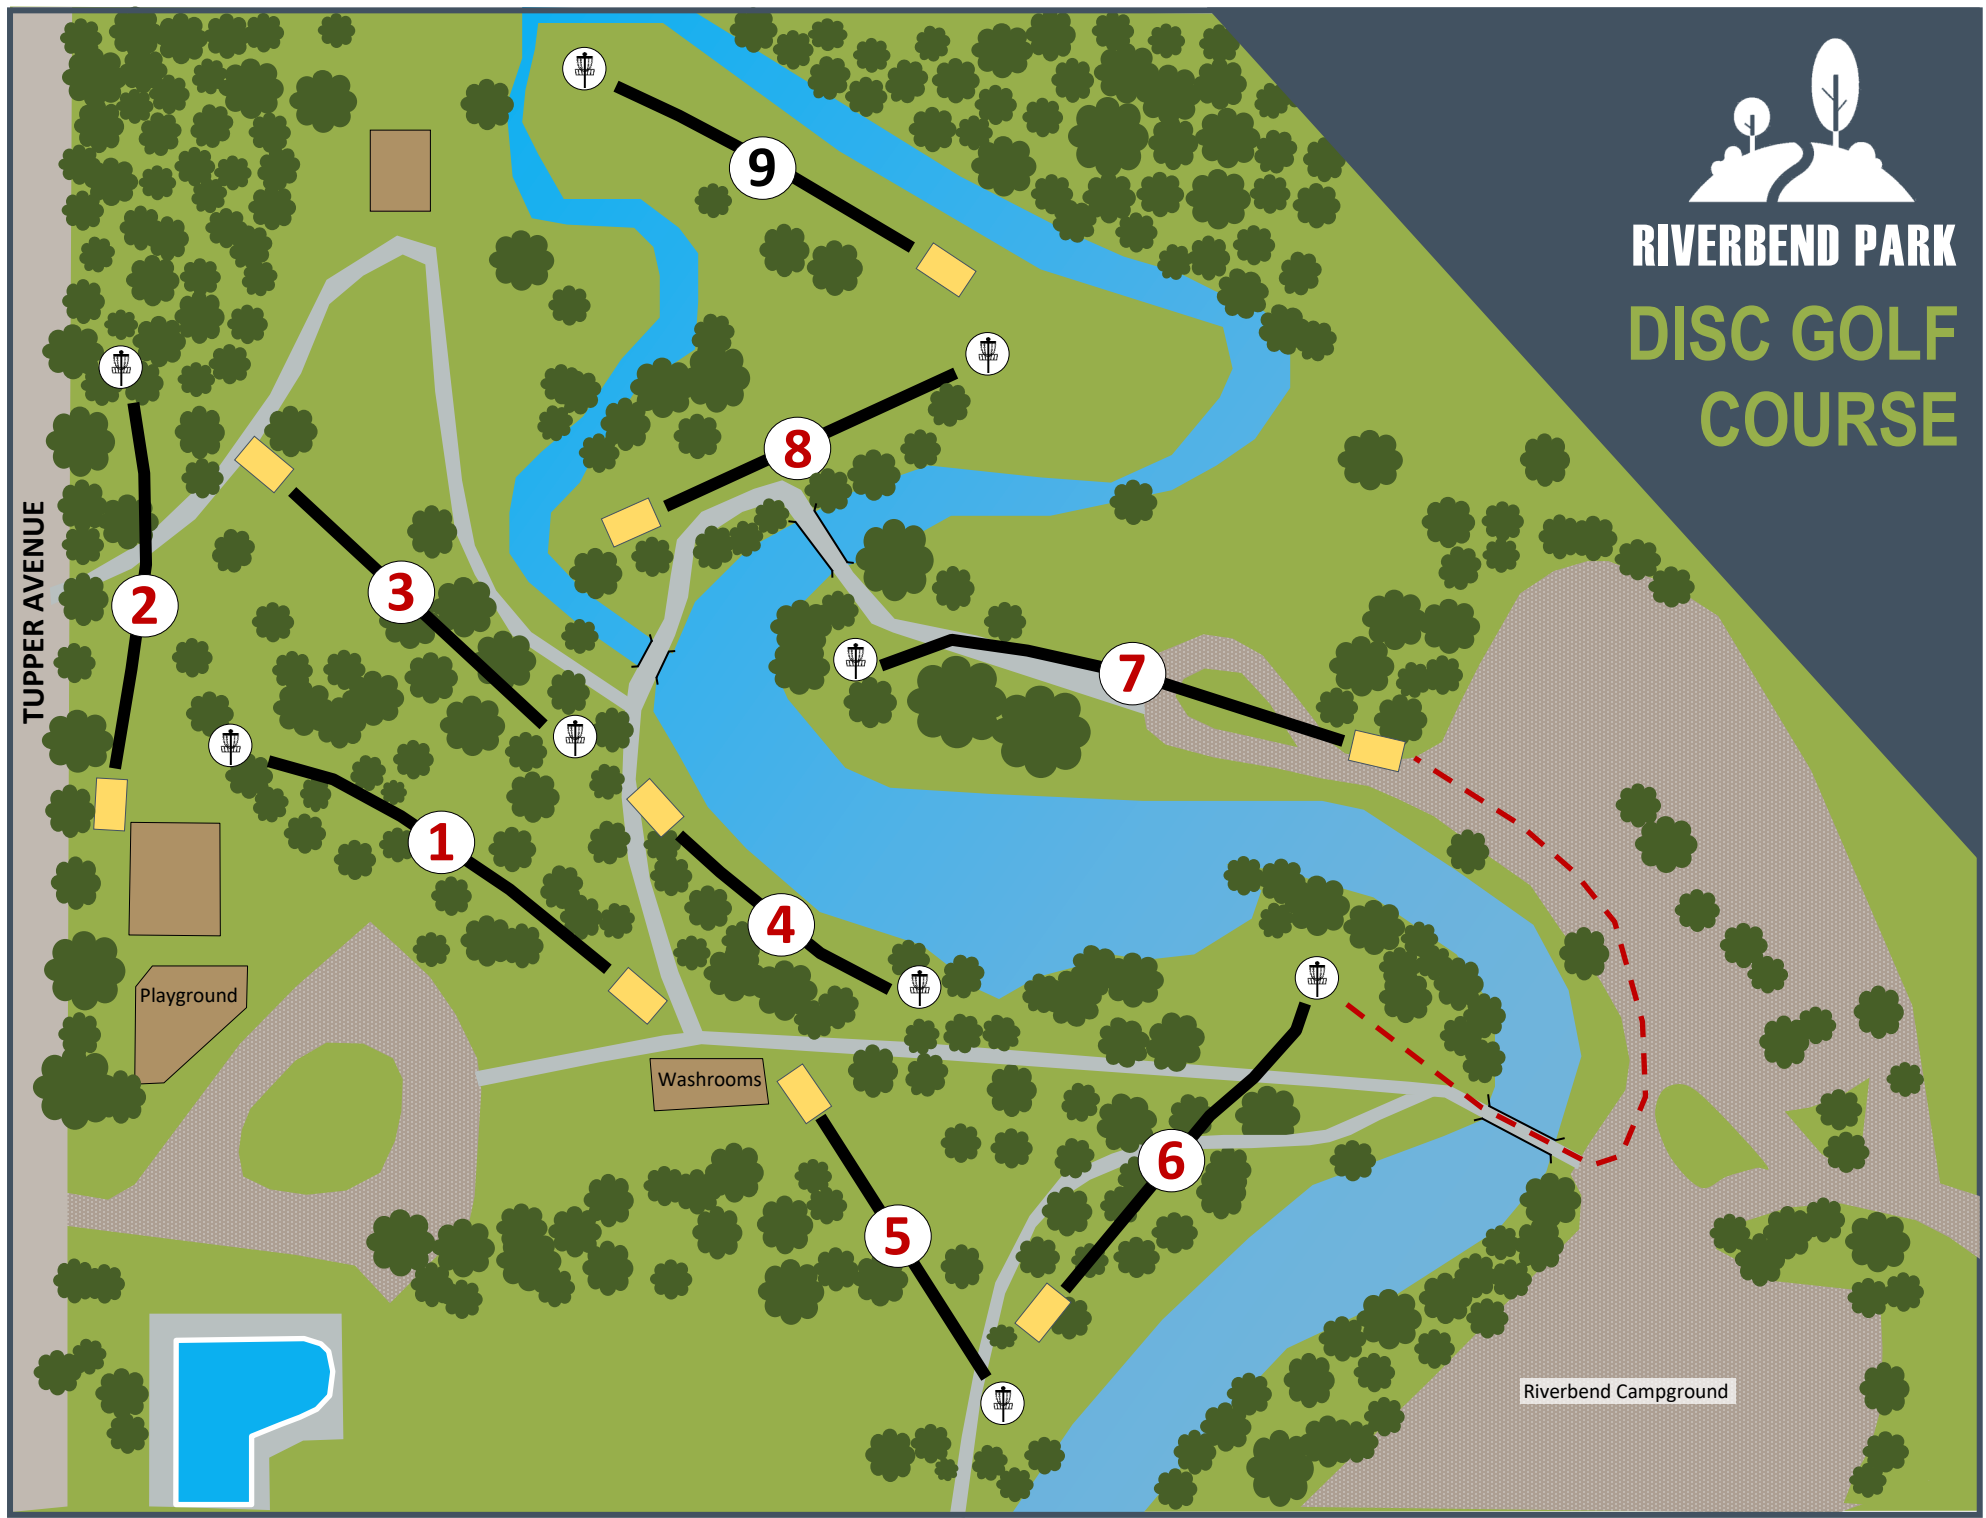 RIVERBEND PARK
DISC GOLF
COURSE
9
8
TUPPER AVENUE
2
3
7
1
4
Playground
Washrooms
6
5
Riverbend Campground